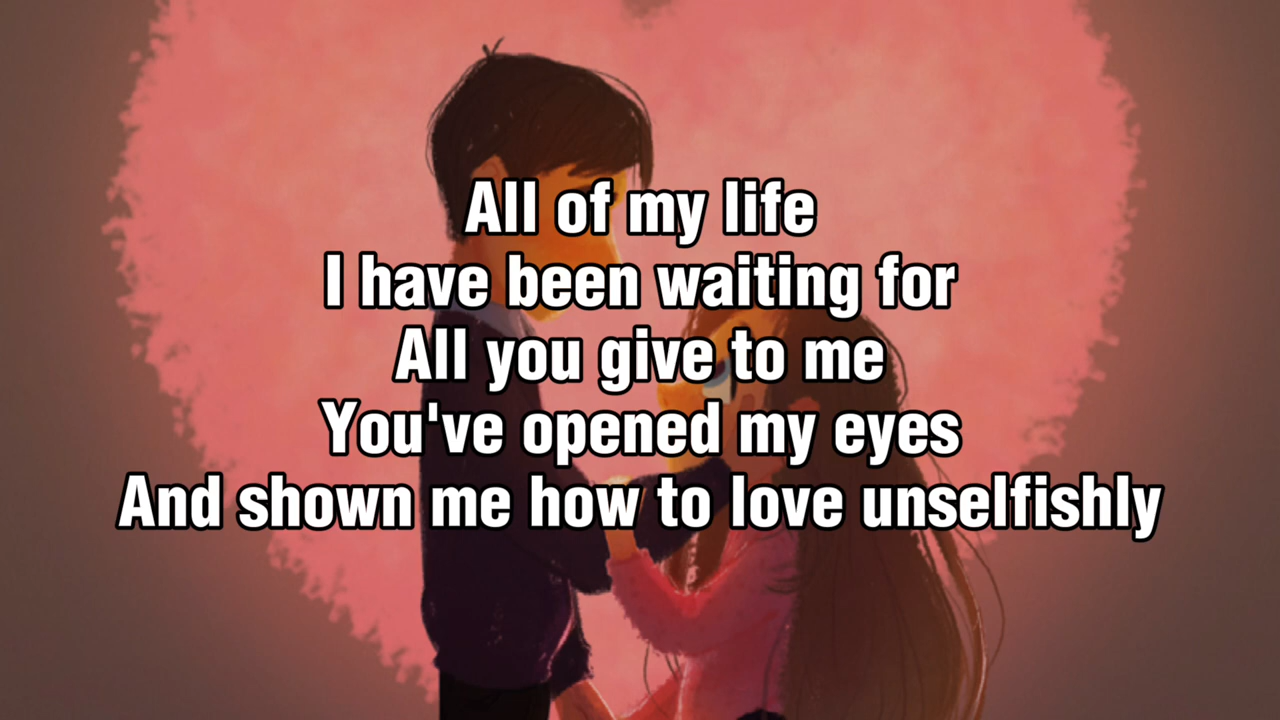 All of my life
I have been waiting for
All you give to me
You've opened my eyes
And shown me how to love unselfishly